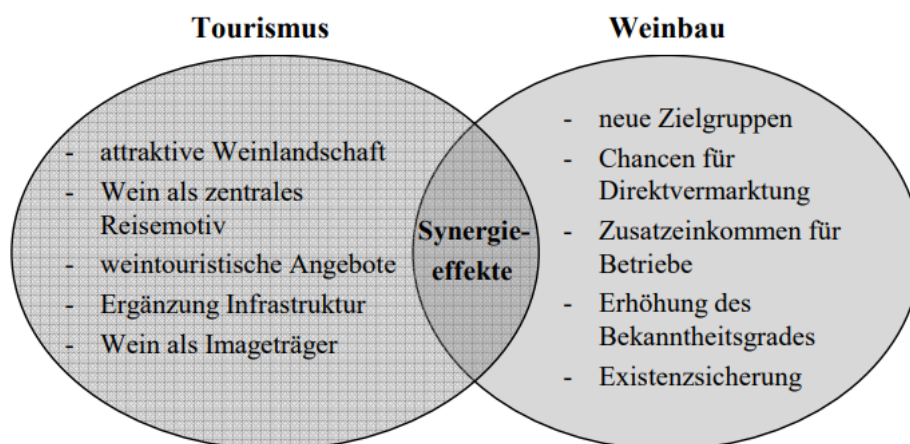 Tourismus
- attraktive Weinlandschaft
- Wein als zentrales
Reisemotiv
- weintouristische Angebote
- Ergänzung Infrastruktur
- Wein als Imageträger
Synergie-
effekte
Weinbau
- neue Zielgruppen
- Chancen für
Direktvermarktung
- Zusatzeinkommen für
Betriebe
- Erhöhung des
Bekanntheitsgrades
- Existenzsicherung